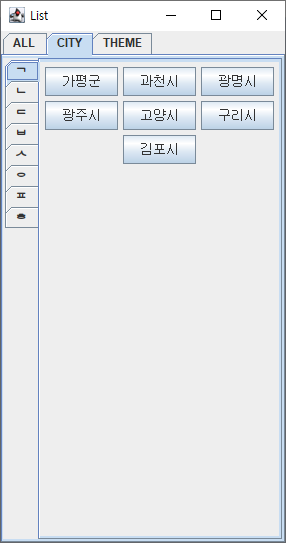 List
ALL CITY THEME
ㄱ
ㄴ
ㄷ
ㅂ
ㅅ
ㅇ
ㅍ
ㅎ
가평군 과천시 광명시
광주시 고양시 구리시
김포시